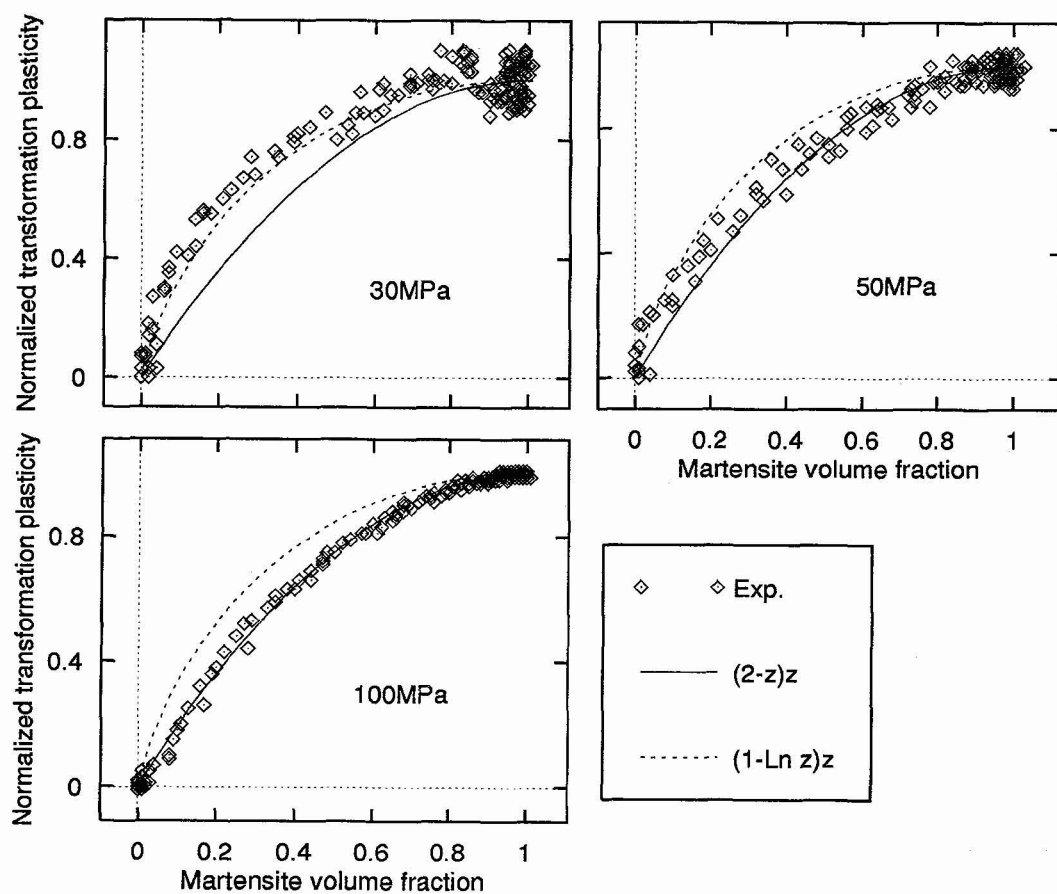 Normalized transformation plasticity
0.8
0.4
0
30MPa
50MPa
0 0.2 0.4 0.6 0.8 1
Martensite volume fraction
Normalized transformation plasticity
0.8
0.4
0
100MPa
0 0.2 0.4 0.6 0.8 1
Martensite volume fraction
Exp.
(2-z)z
(1-Ln z)z